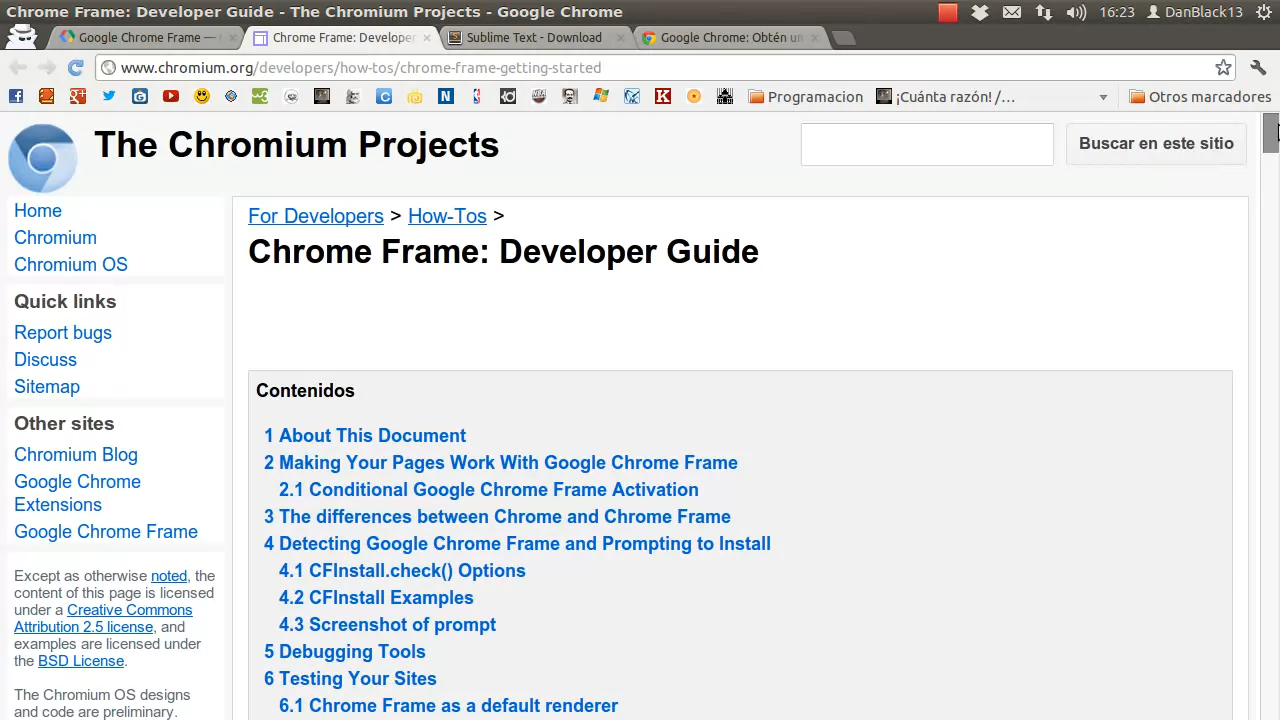 Chrome Frame: Developer Guide - The Chromium Projects - Google Chrome
16:23 DanBlack13
Google Chrome Frame —
Chrome Frame: Developer
Sublime Text - Download
Google Chrome: Obtén un
www.chromium.org/developers/how-tos/chrome-frame-getting-started
Programacion
¡Cuánta razón! /...
Otros marcadores
The Chromium Projects
Buscar en este sitio
Home
Chromium
Chromium OS
Quick links
Report bugs
Discuss
Sitemap
Other sites
Chromium Blog
Google Chrome
Extensions
Google Chrome Frame
Except as otherwise noted, the
content of this page is licensed
under a Creative Commons
Attribution 2.5 license, and
examples are licensed under
the BSD License.
The Chromium OS designs
and code are preliminary.
For Developers > How-Tos >
Chrome Frame: Developer Guide
Contenidos
1 About This Document
2 Making Your Pages Work With Google Chrome Frame
2.1 Conditional Google Chrome Frame Activation
3 The differences between Chrome and Chrome Frame
4 Detecting Google Chrome Frame and Prompting to Install
4.1 CFInstall.check() Options
4.2 CFInstall Examples
4.3 Screenshot of prompt
5 Debugging Tools
6 Testing Your Sites
6.1 Chrome Frame as a default renderer